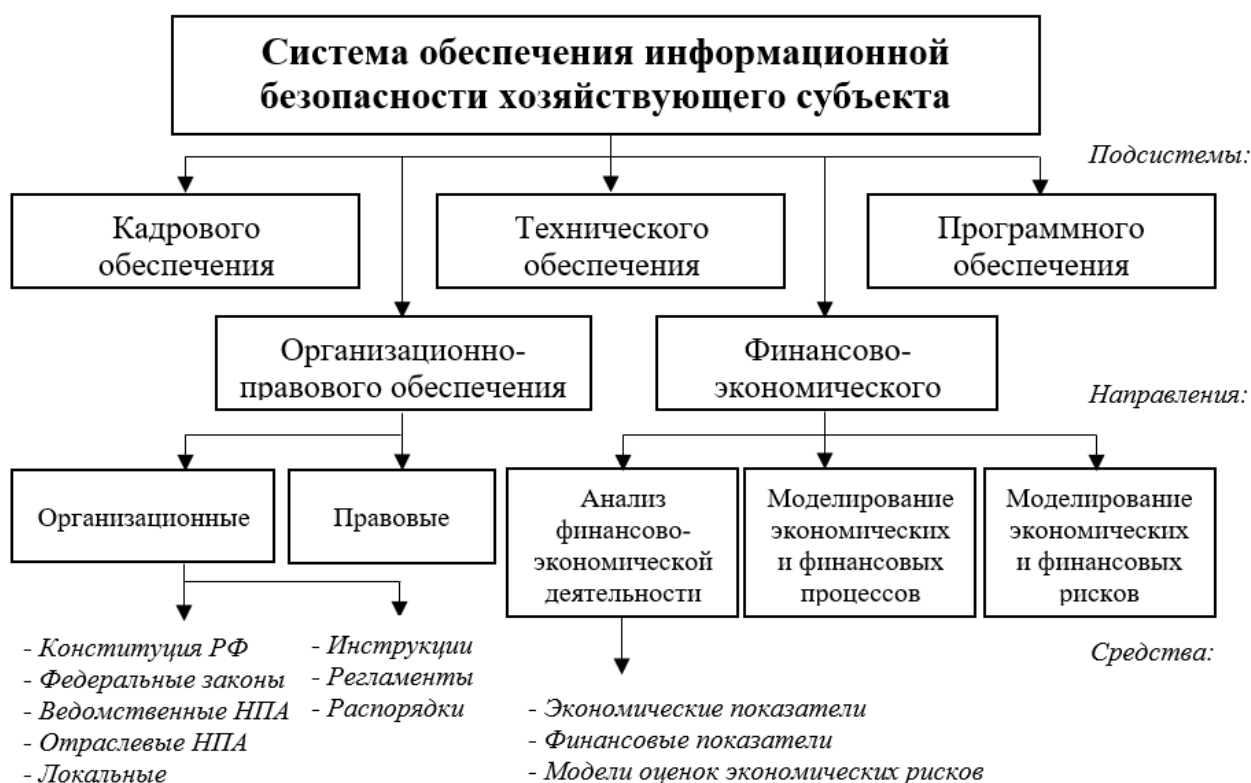 Система обеспечения информационной
безопасности хозяйствующего субъекта
Подсистемы:
Кадрового
обеспечения
Технического
обеспечения
Программного
обеспечения
Организационно-
правового обеспечения
Финансово-
экономического
Направления:
Организационные
Правовые
Анализ
финансово-
экономической
деятельности
Моделирование
экономических
и финансовых
процессов
Моделирование
экономических
и финансовых
рисков
Средства:
- Конституция РФ
- Федеральные законы
- Ведомственные НПА
- Отраслевые НПА
- Локальные
- Инструкции
- Регламенты
- Распорядки
- Экономические показатели
- Финансовые показатели
- Модели оценок экономических рисков